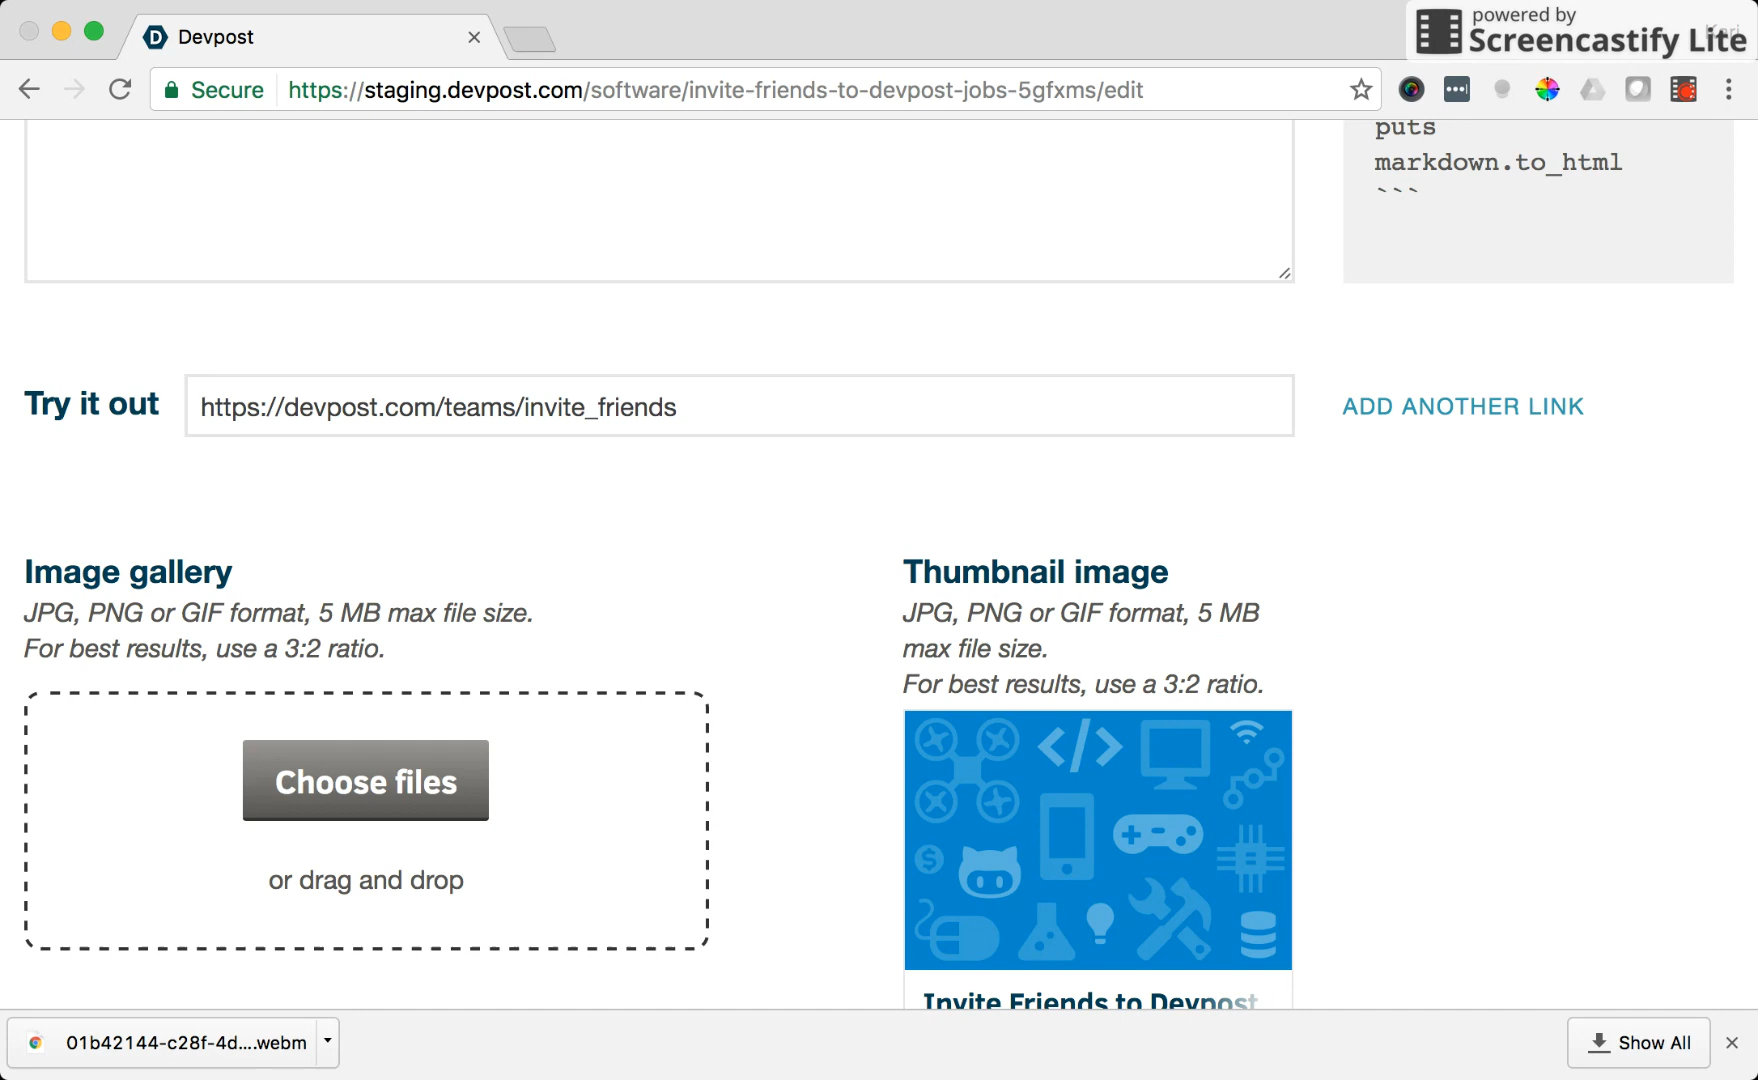 Devpost
powered by
Screencastify Lite
Secure
https://staging.devpost.com/software/invite-friends-to-devpost-jobs-5gfxms/edit
puts
markdown.to_html
```
Try it out
https://devpost.com/teams/invite_friends
ADD ANOTHER LINK
Image gallery
JPG, PNG or GIF format, 5 MB max file size.
For best results, use a 3:2 ratio.
Choose files
or drag and drop
Thumbnail image
JPG, PNG or GIF format, 5 MB
max file size.
For best results, use a 3:2 ratio.
Invite Friends to Devpost
01b42144-c28f-4d....webm
Show All